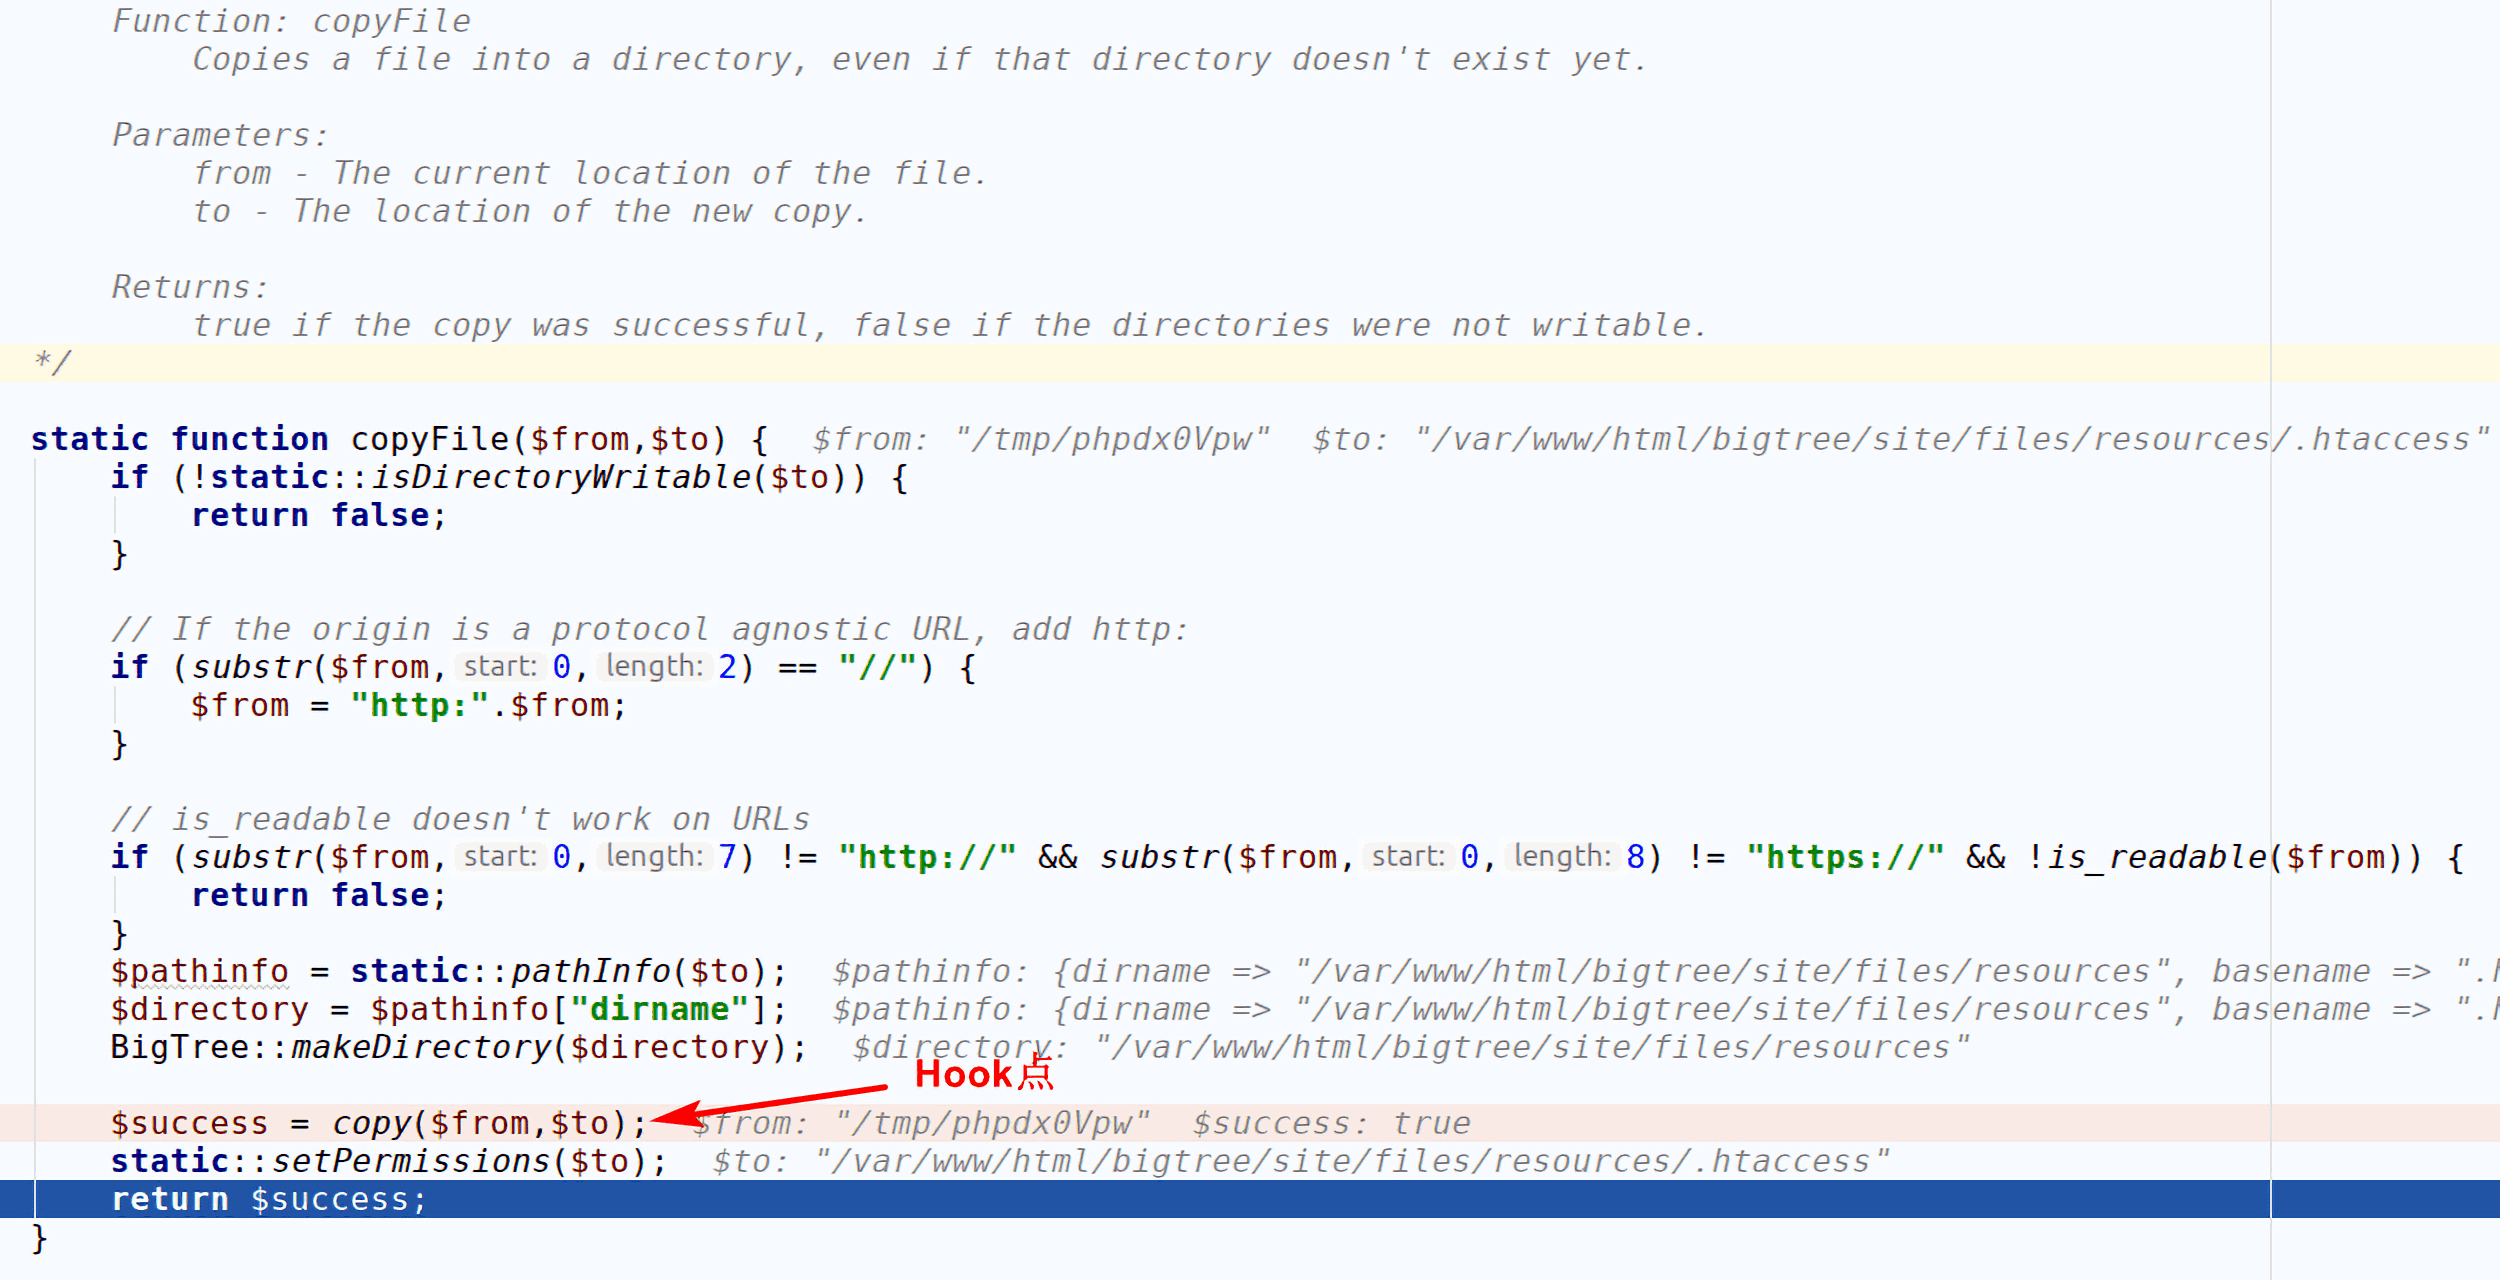 Function: copyFile
Copies a file into a directory, even if that directory doesn't exist yet.
Parameters:
from - The current location of the file.
to - The location of the new copy.
Returns:
true if the copy was successful, false if the directories were not writable.
*/
static function copyFile($from,$to) {  $from: "/tmp/phpdx0Vpw"  $to: "/var/www/html/bigtree/site/files/resources/.htaccess"
if (!static::isDirectoryWritable($to)) {
return false;
}
// If the origin is a protocol agnostic URL, add http:
if (substr($from, start: 0, length: 2) == "//") {
$from = "http:".$from;
}
// is_readable doesn't work on URLs
if (substr($from, start: 0, length: 7) != "http://" && substr($from, start: 0, length: 8) != "https://" && !is_readable($from)) {
return false;
}
$pathinfo = static::pathInfo($to);  $pathinfo: {dirname => "/var/www/html/bigtree/site/files/resources", basename => ".h
$directory = $pathinfo["dirname"];  $pathinfo: {dirname => "/var/www/html/bigtree/site/files/resources", basename => ".h
BigTree::makeDirectory($directory);  $directory: "/var/www/html/bigtree/site/files/resources"
Hook点
$success = copy($from,$to);  $from: "/tmp/phpdx0Vpw"  $success: true
static::setPermissions($to);  $to: "/var/www/html/bigtree/site/files/resources/.htaccess"
return $success;
}